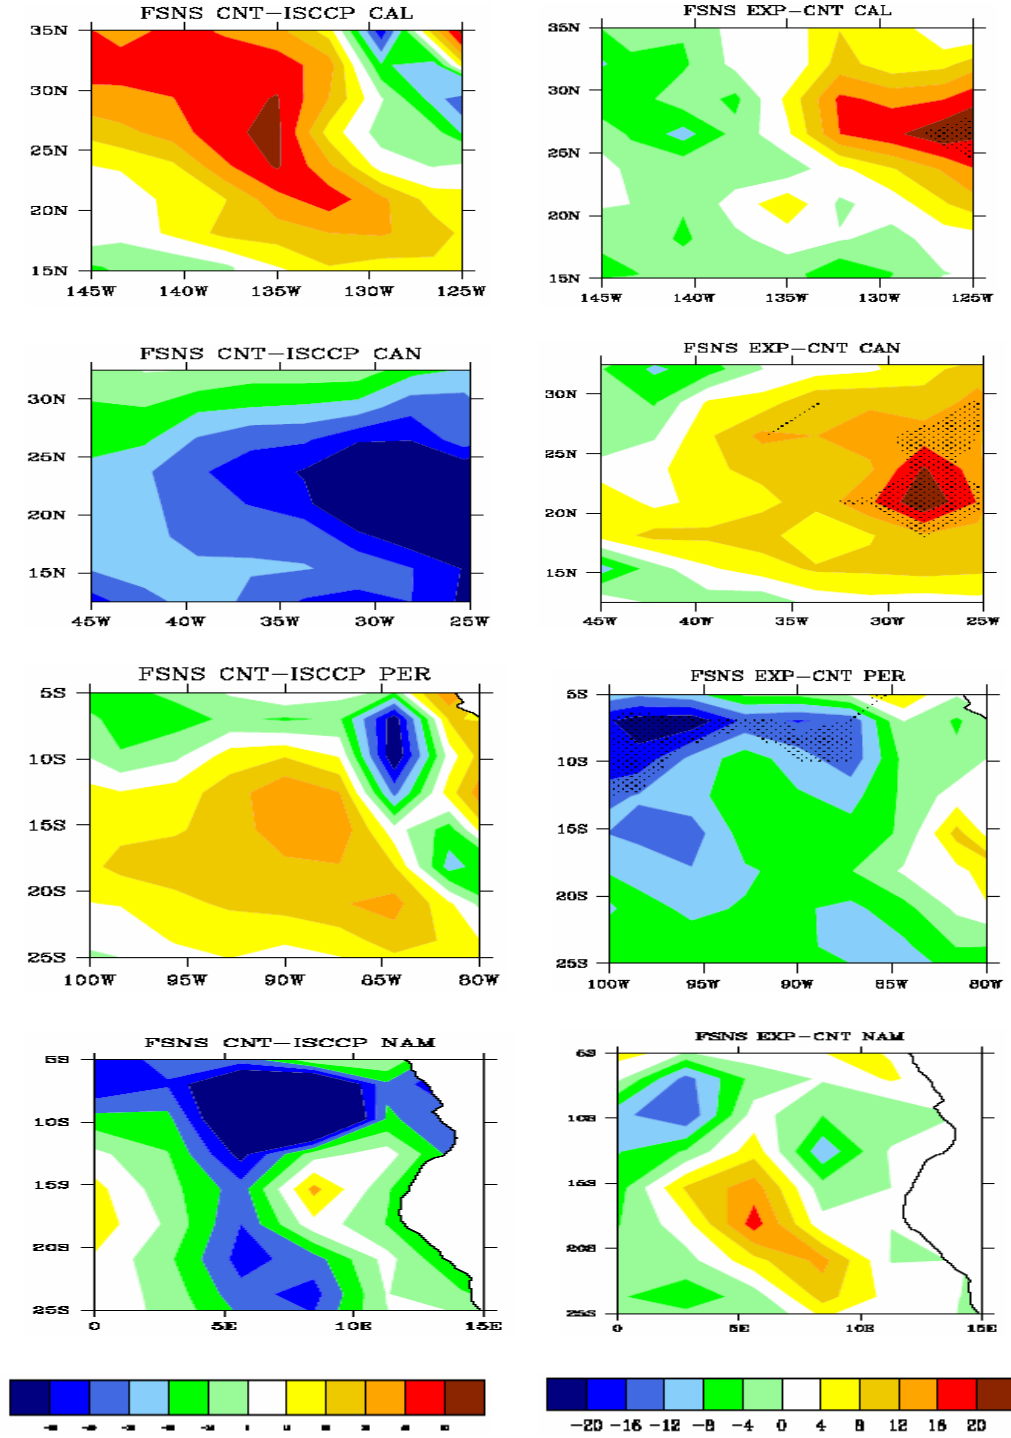 FSNS CNT-ISCCP CAL
35N
30N
25N
20N
15N
145W 140W 135W 130W 125W
FSNS EXP-CNT CAL
35N
30N
25N
20N
15N
145W 140W 135W 130W 125W
FSNS CNT-ISCCP CAN
30N
25N
20N
15N
45W 40W 35W 30W 25W
FSNS EXP-CNT CAN
30N
25N
20N
15N
45W 40W 35W 30W 25W
FSNS CNT-ISCCP PER
5S
10S
15S
20S
25S
100W 95W 90W 85W 80W
FSNS EXP-CNT PER
5S
10S
15S
20S
25S
100W 95W 90W 85W 80W
FSNS CNT-ISCCP NAM
5S
10S
15S
20S
25S
0 5E 10E 15E
FSNS EXP-CNT NAM
5S
10S
15S
20S
25S
0 5E 10E 15E
-20 -16 -12 -8 -4 0 4 8 12 16 20